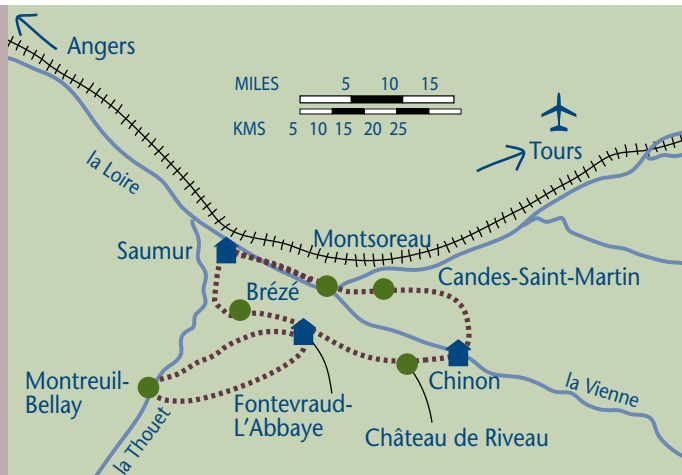 Angers
MILES 5 10 15
KMS 5 10 15 20 25
Tours
la Loire
Montsoreau
Saumur
Candes-Saint-Martin
Brézé
Montreuil-
Bellay
Fontevraud-
L'Abbaye
Chinon
la Vienne
la Thouet
Château de Riveau